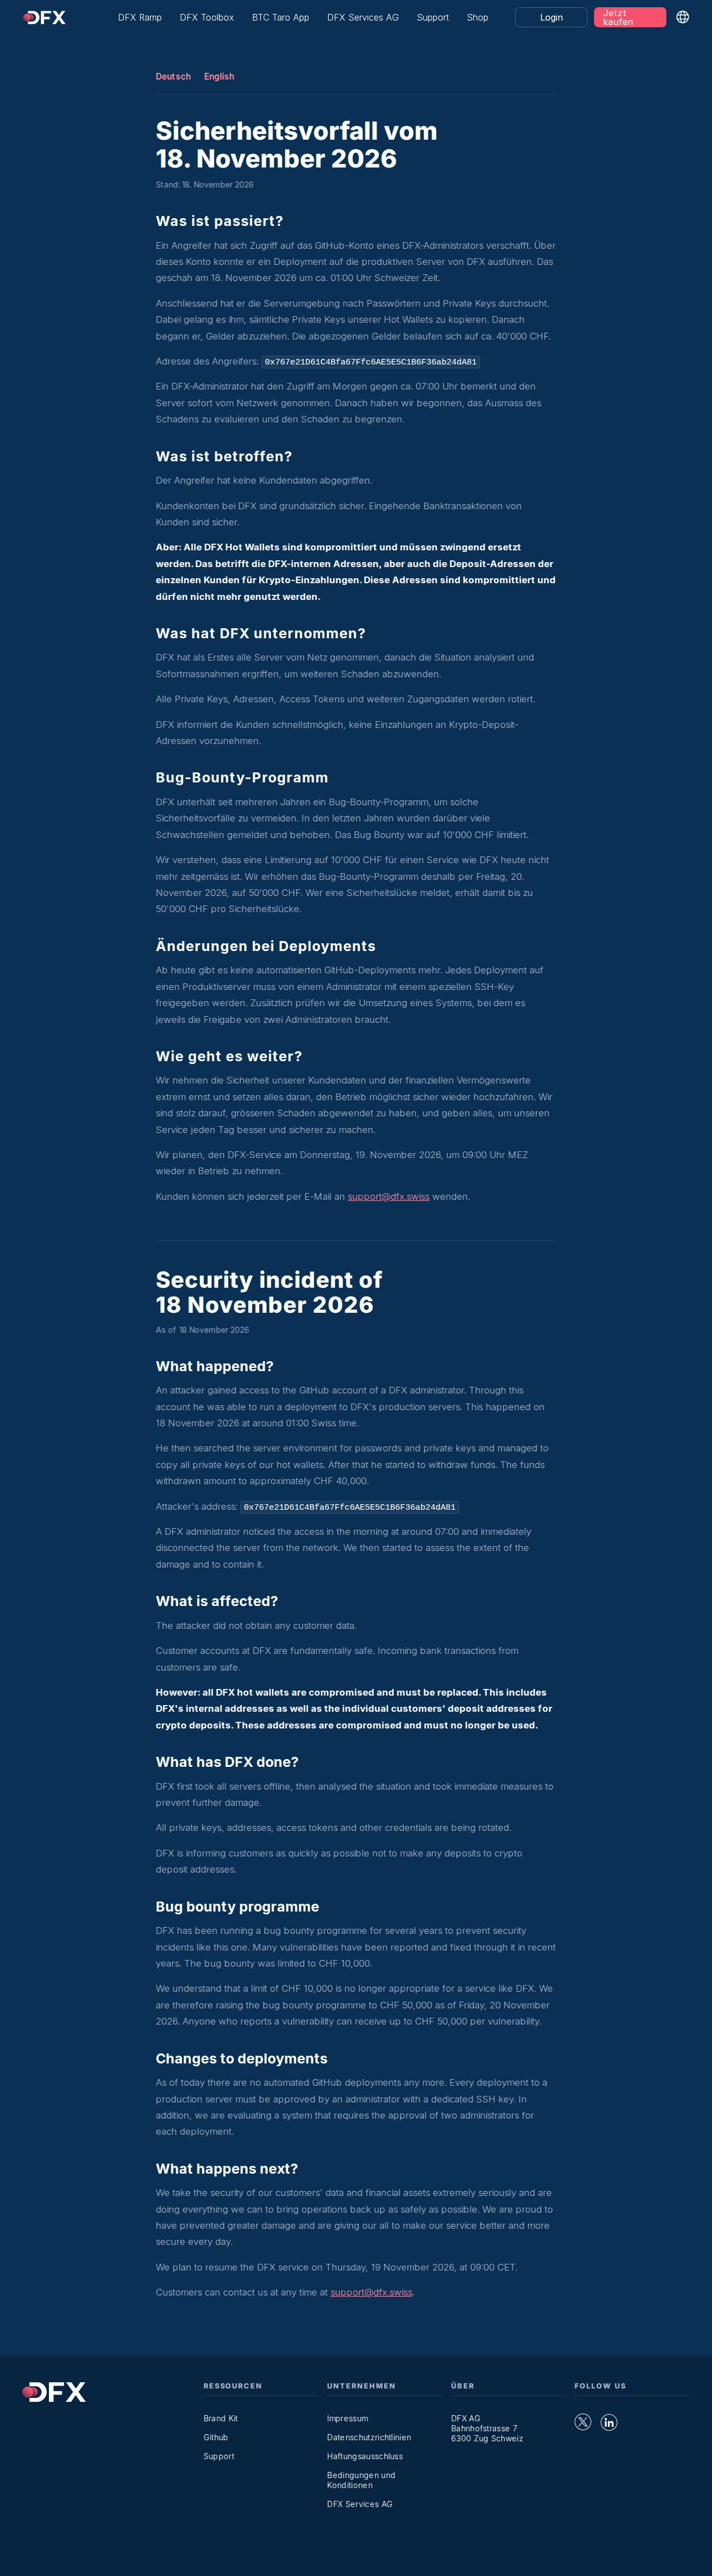 DFX
DFX Ramp
DFX Toolbox
BTC Taro App
DFX Services AG
Support
Shop
Login
Jetzt
kaufen
Deutsch
English
Sicherheitsvorfall vom
18. November 2026
Stand: 18. November 2026
Was ist passiert?
Ein Angreifer hat sich Zugriff auf das GitHub-Konto eines DFX-Administrators verschafft. Über
dieses Konto konnte er ein Deployment auf die produktiven Server von DFX ausführen. Das
geschah am 18. November 2026 um ca. 01:00 Uhr Schweizer Zeit.
Anschliessend hat er die Serverumgebung nach Passwörtern und Private Keys durchsucht.
Dabei gelang es ihm, sämtliche Private Keys unserer Hot Wallets zu kopieren. Danach
begann er, Gelder abzuziehen. Die abgezogenen Gelder belaufen sich auf ca. 40'000 CHF.
Adresse des Angreifers: 0x767e21D61C4Bfa67Ffc6AE5E5C1B6F36ab24dA81
Ein DFX-Administrator hat den Zugriff am Morgen gegen ca. 07:00 Uhr bemerkt und den
Server sofort vom Netzwerk genommen. Danach haben wir begonnen, das Ausmass des
Schadens zu evaluieren und den Schaden zu begrenzen.
Was ist betroffen?
Der Angreifer hat keine Kundendaten abgegriffen.
Kundenkonten bei DFX sind grundsätzlich sicher. Eingehende Banktransaktionen von
Kunden sind sicher.
Aber: Alle DFX Hot Wallets sind kompromittiert und müssen zwingend ersetzt
werden. Das betrifft die DFX-internen Adressen, aber auch die Deposit-Adressen der
einzelnen Kunden für Krypto-Einzahlungen. Diese Adressen sind kompromittiert und
dürfen nicht mehr genutzt werden.
Was hat DFX unternommen?
DFX hat als Erstes alle Server vom Netz genommen, danach die Situation analysiert und
Sofortmassnahmen ergriffen, um weiteren Schaden abzuwenden.
Alle Private Keys, Adressen, Access Tokens und weiteren Zugangsdaten werden rotiert.
DFX informiert die Kunden schnellstmöglich, keine Einzahlungen an Krypto-Deposit-
Adressen vorzunehmen.
Bug-Bounty-Programm
DFX unterhält seit mehreren Jahren ein Bug-Bounty-Programm, um solche
Sicherheitsvorfälle zu vermeiden. In den letzten Jahren wurden darüber viele
Schwachstellen gemeldet und behoben. Das Bug Bounty war auf 10'000 CHF limitiert.
Wir verstehen, dass eine Limitierung auf 10'000 CHF für einen Service wie DFX heute nicht
mehr zeitgemäss ist. Wir erhöhen das Bug-Bounty-Programm deshalb per Freitag, 20.
November 2026, auf 50'000 CHF. Wer eine Sicherheitslücke meldet, erhält damit bis zu
50'000 CHF pro Sicherheitslücke.
Änderungen bei Deployments
Ab heute gibt es keine automatisierten GitHub-Deployments mehr. Jedes Deployment auf
einen Produktivserver muss von einem Administrator mit einem speziellen SSH-Key
freigegeben werden. Zusätzlich prüfen wir die Umsetzung eines Systems, bei dem es
jeweils die Freigabe von zwei Administratoren braucht.
Wie geht es weiter?
Wir nehmen die Sicherheit unserer Kundendaten und der finanziellen Vermögenswerte
extrem ernst und setzen alles daran, den Betrieb möglichst sicher wieder hochzufahren. Wir
sind stolz darauf, grösseren Schaden abgewendet zu haben, und geben alles, um unseren
Service jeden Tag besser und sicherer zu machen.
Wir planen, den DFX-Service am Donnerstag, 19. November 2026, um 09:00 Uhr MEZ
wieder in Betrieb zu nehmen.
Kunden können sich jederzeit per E-Mail an support@dfx.swiss wenden.
Security incident of
18 November 2026
As of 18 November 2026
What happened?
An attacker gained access to the GitHub account of a DFX administrator. Through this
account he was able to run a deployment to DFX's production servers. This happened on
18 November 2026 at around 01:00 Swiss time.
He then searched the server environment for passwords and private keys and managed to
copy all private keys of our hot wallets. After that he started to withdraw funds. The funds
withdrawn amount to approximately CHF 40,000.
Attacker's address: 0x767e21D61C4Bfa67Ffc6AE5E5C1B6F36ab24dA81
A DFX administrator noticed the access in the morning at around 07:00 and immediately
disconnected the server from the network. We then started to assess the extent of the
damage and to contain it.
What is affected?
The attacker did not obtain any customer data.
Customer accounts at DFX are fundamentally safe. Incoming bank transactions from
customers are safe.
However: all DFX hot wallets are compromised and must be replaced. This includes
DFX's internal addresses as well as the individual customers' deposit addresses for
crypto deposits. These addresses are compromised and must no longer be used.
What has DFX done?
DFX first took all servers offline, then analysed the situation and took immediate measures to
prevent further damage.
All private keys, addresses, access tokens and other credentials are being rotated.
DFX is informing customers as quickly as possible not to make any deposits to crypto
deposit addresses.
Bug bounty programme
DFX has been running a bug bounty programme for several years to prevent security
incidents like this one. Many vulnerabilities have been reported and fixed through it in recent
years. The bug bounty was limited to CHF 10,000.
We understand that a limit of CHF 10,000 is no longer appropriate for a service like DFX. We
are therefore raising the bug bounty programme to CHF 50,000 as of Friday, 20 November
2026. Anyone who reports a vulnerability can receive up to CHF 50,000 per vulnerability.
Changes to deployments
As of today there are no automated GitHub deployments any more. Every deployment to a
production server must be approved by an administrator with a dedicated SSH key. In
addition, we are evaluating a system that requires the approval of two administrators for
each deployment.
What happens next?
We take the security of our customers' data and financial assets extremely seriously and are
doing everything we can to bring operations back up as safely as possible. We are proud to
have prevented greater damage and are giving our all to make our service better and more
secure every day.
We plan to resume the DFX service on Thursday, 19 November 2026, at 09:00 CET.
Customers can contact us at any time at support@dfx.swiss.
DFX
RESSOURCEN
Brand Kit
Github
Support
UNTERNEHMEN
Impressum
Datenschutzrichtlinien
Haftungsausschluss
Bedingungen und
Konditionen
DFX Services AG
ÜBER
DFX AG
Bahnhofstrasse 7
6300 Zug Schweiz
FOLLOW US